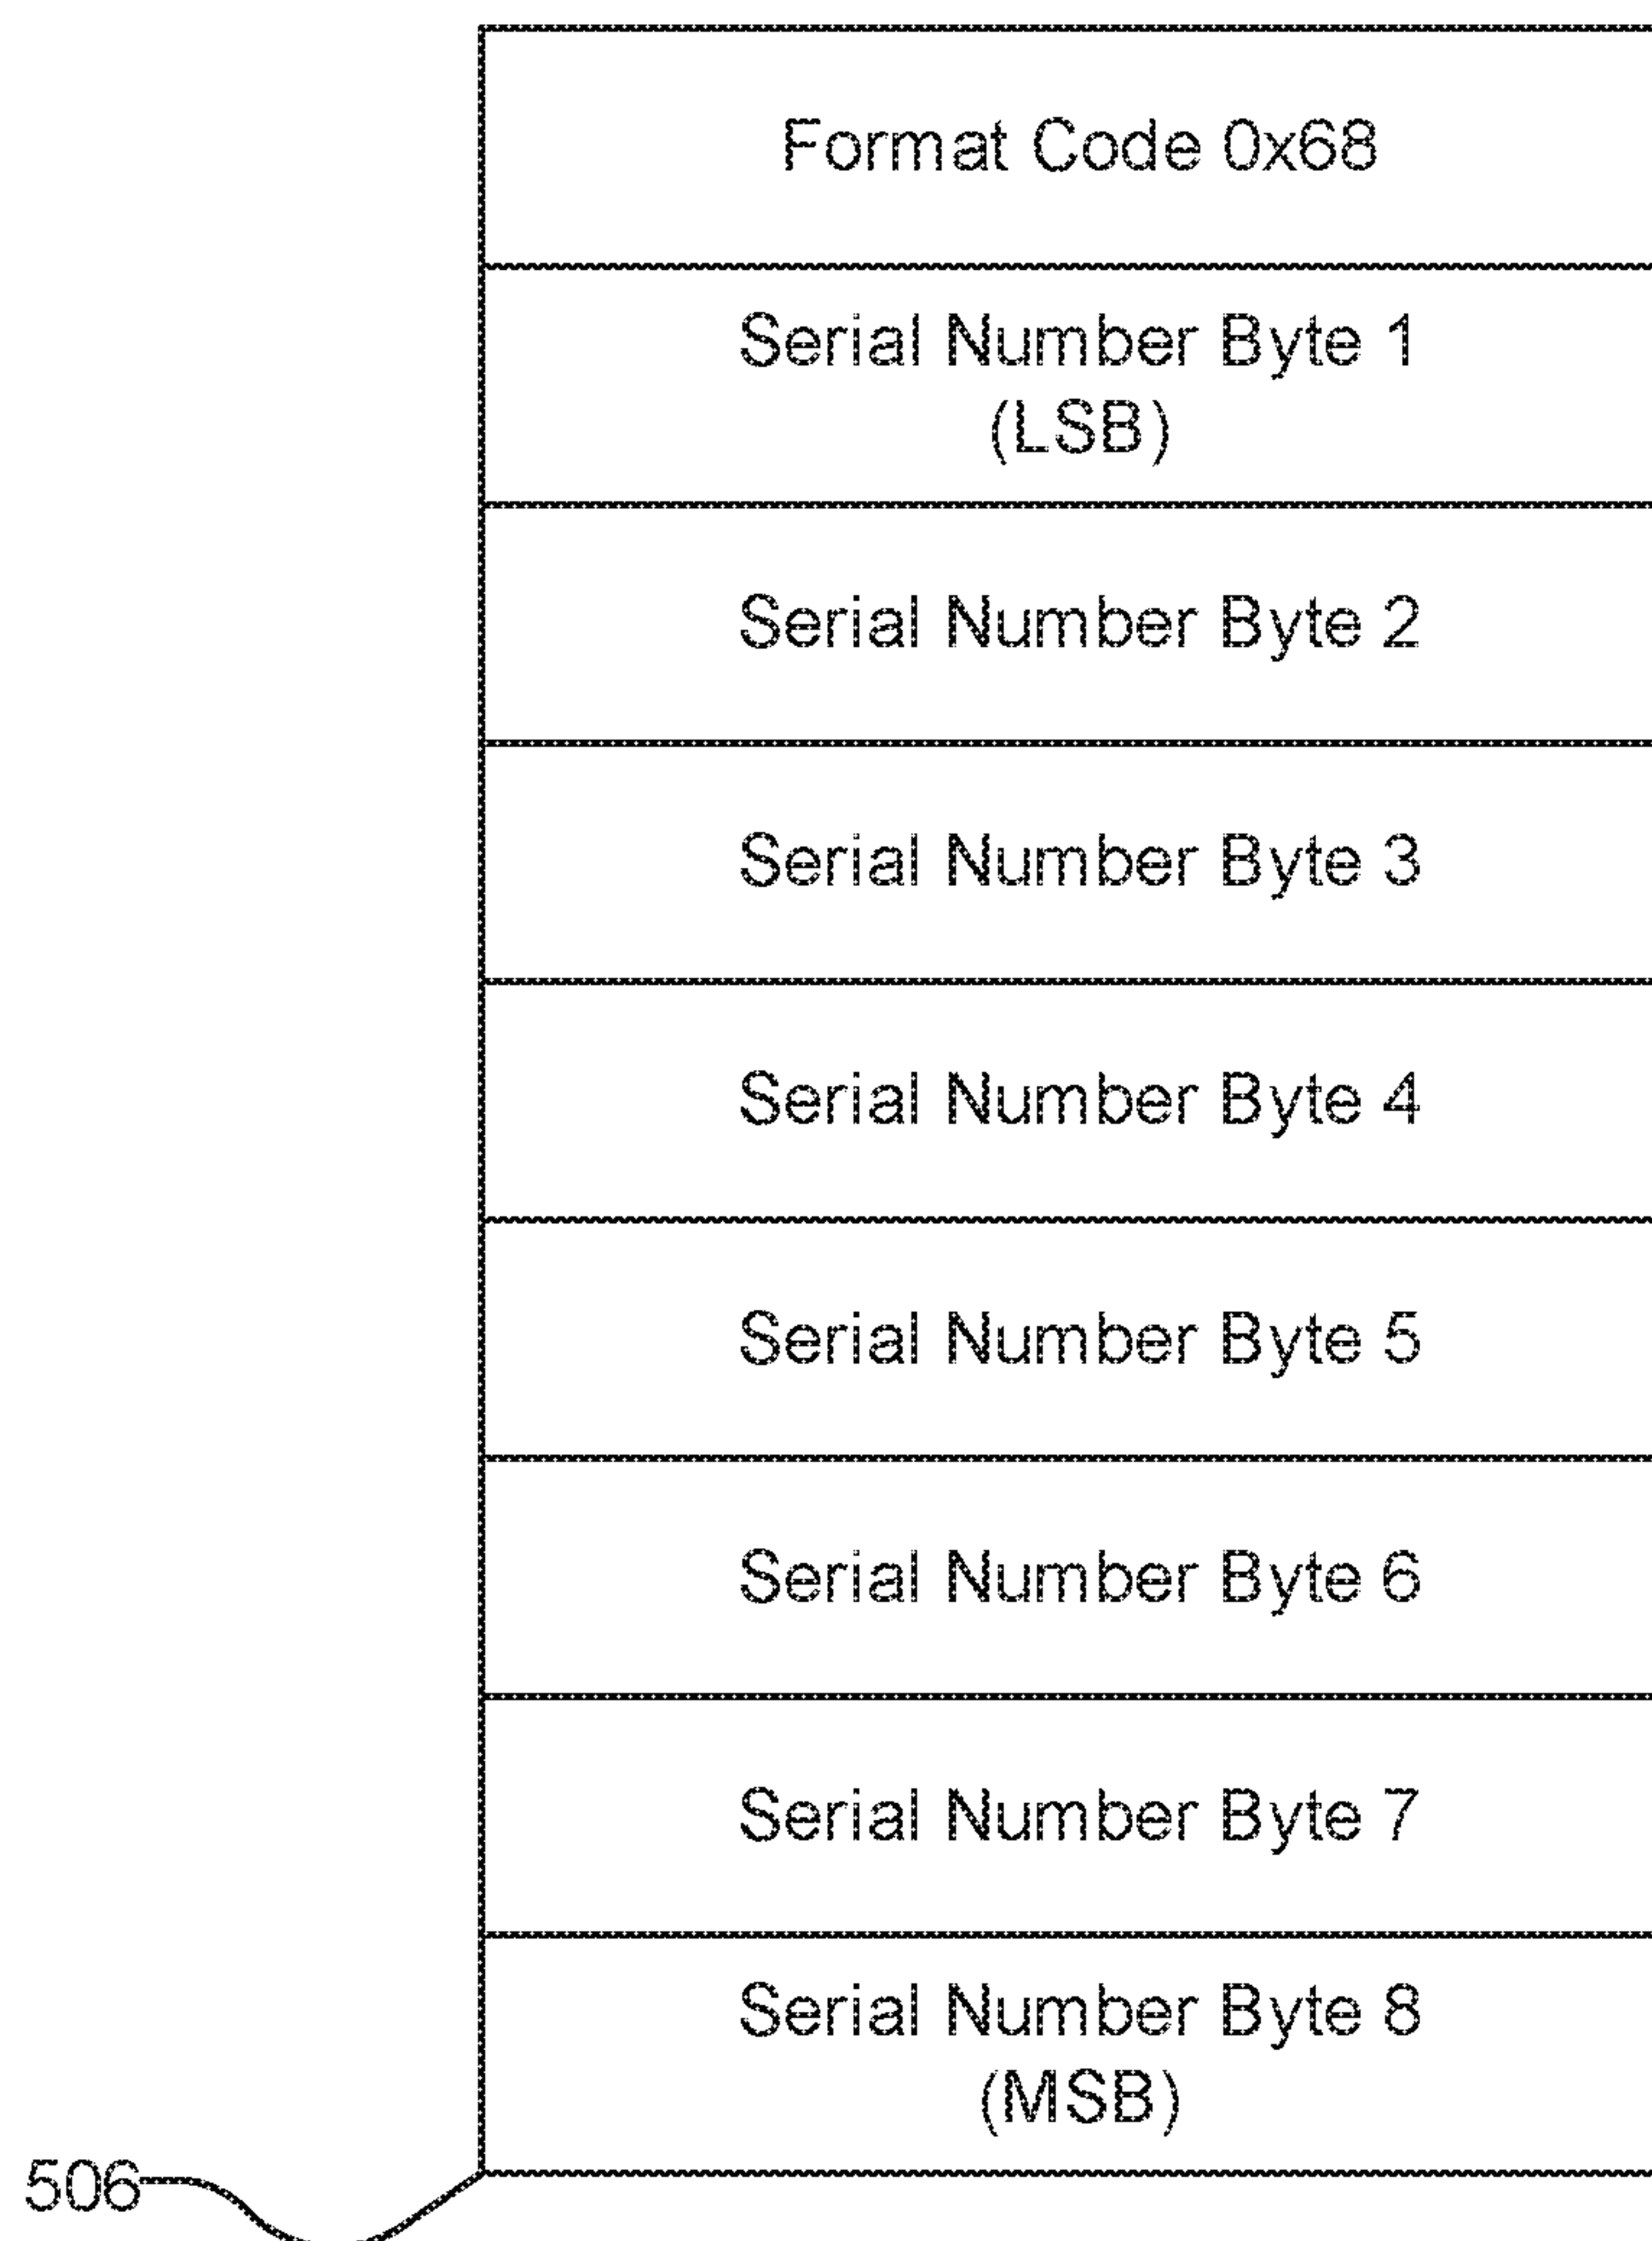 Format Code 0x68
Serial Number Byte 1
(LSB)
Serial Number Byte 2
Serial Number Byte 3
Serial Number Byte 4
Serial Number Byte 5
Serial Number Byte 6
Serial Number Byte 7
Serial Number Byte 8
(MSB)
506